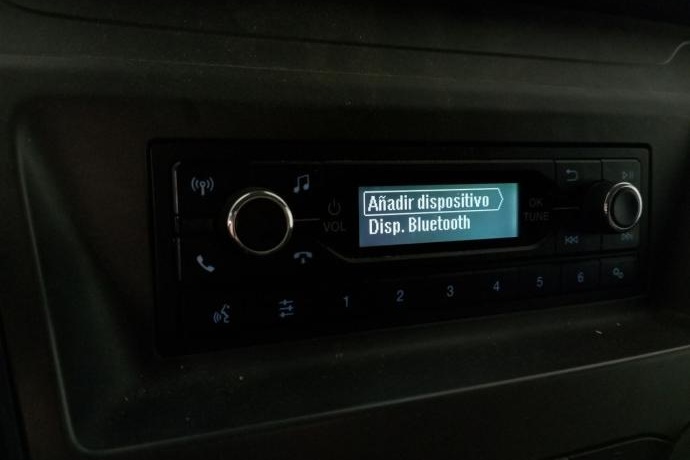 Añadir dispositivo
Disp. Bluetooth
VOL
OK
TUNE
1 2 3 4 5 6